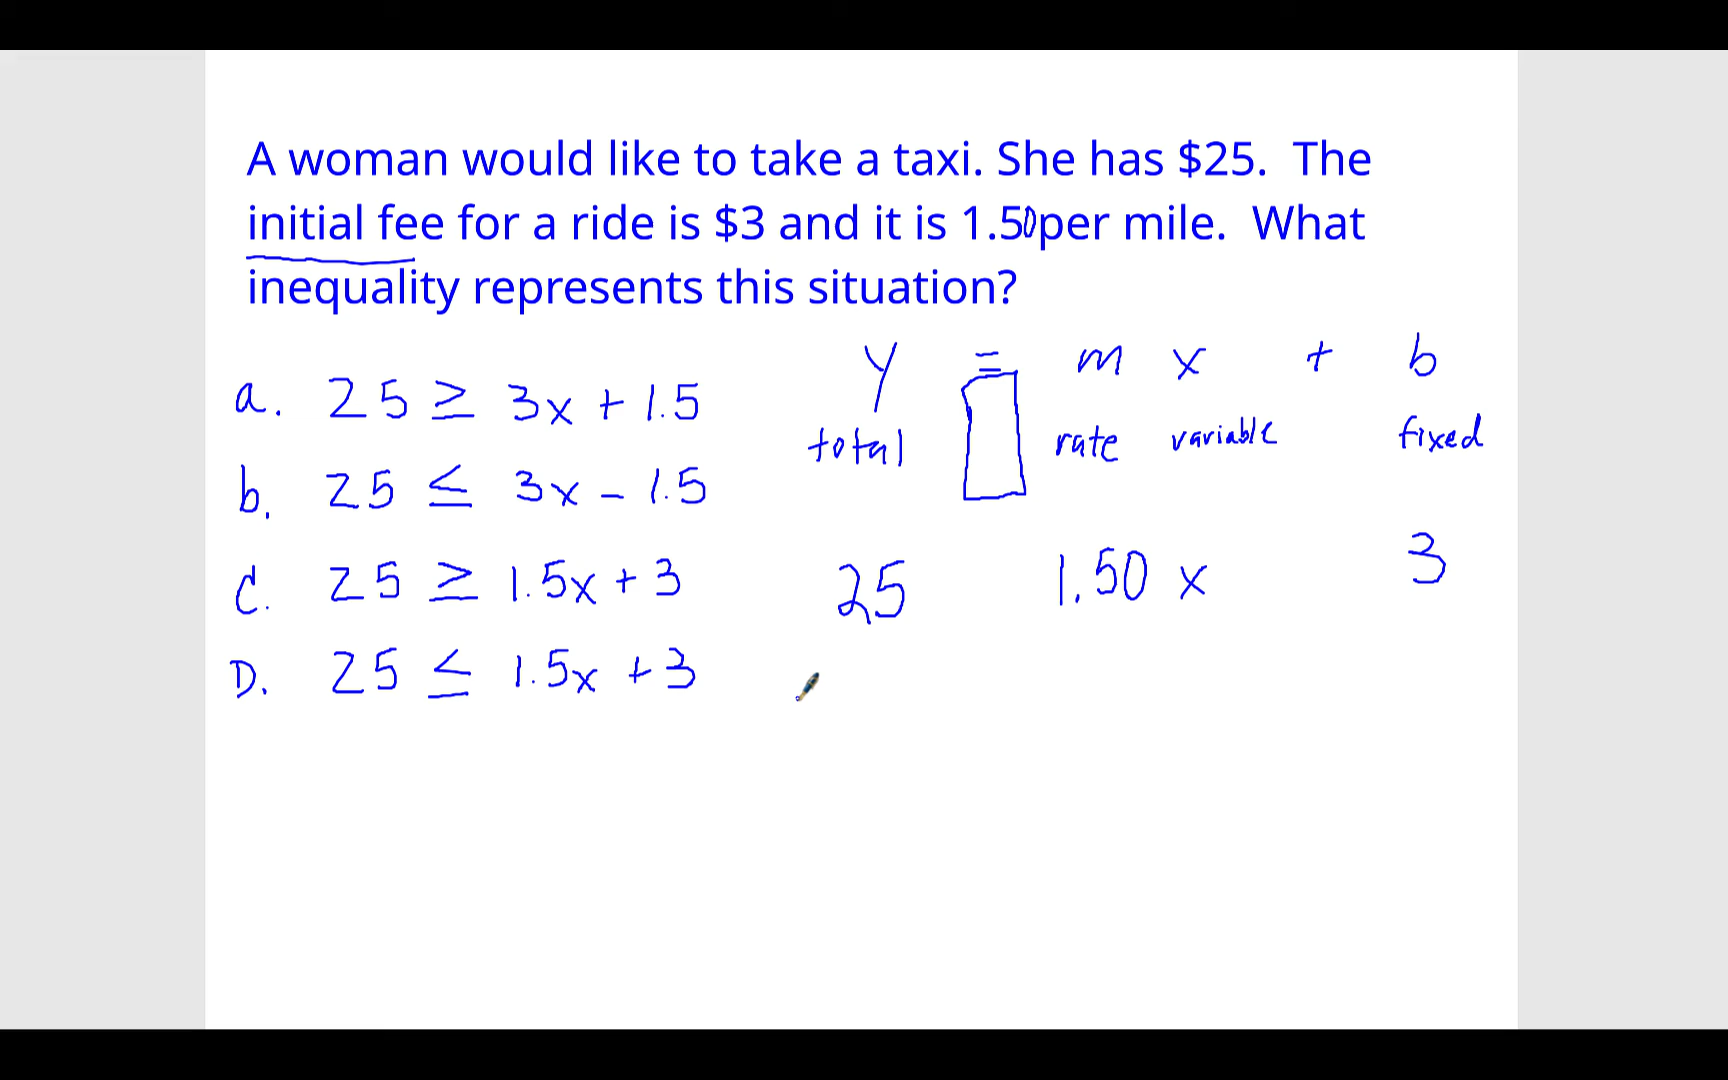 A woman would like to take a taxi. She has $25. The
initial fee for a ride is $3 and it is 1.50 per mile. What
inequality represents this situation?
a. 25 ≥ 3x + 1.5
b. 25 ≤ 3x - 1.5
c. 25 ≥ 1.5x + 3
D. 25 ≤ 1.5x + 3
y = m x + b
total rate variable fixed
25 1.50 x 3